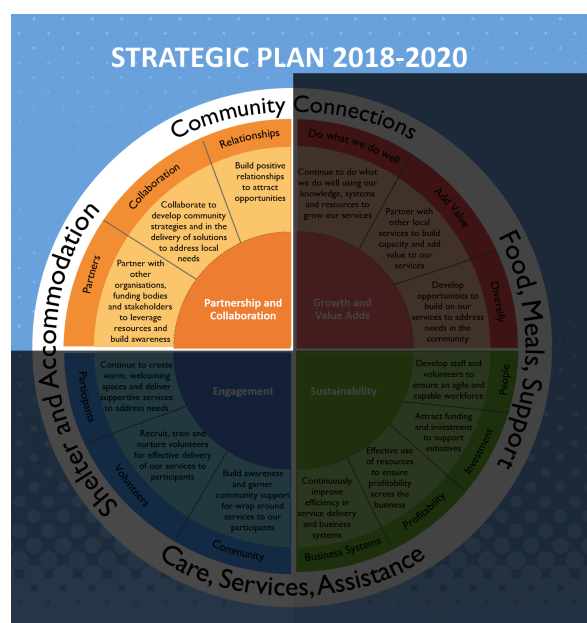 STRATEGIC PLAN 2018-2020
Community Connections
Food, Meals, Support
Care, Services, Assistance
Shelter and Accommodation
Partnership and
Collaboration
Partners
Partner with
other
organisations,
funding bodies
and stakeholders
to leverage
resources and
build awareness
Collaboration
Collaborate to
develop community
strategies and in the
delivery of solutions
to address local
needs
Relationships
Build positive
relationships
to attract
opportunities
Growth and
Value Adds
Do what we do well
Continue to do what
we do well using our
knowledge, systems
and resources to
grow our services
Add Value
Partner with
other local
services to build
capacity and add
value to our
services
Diversify
Develop
opportunities
to build on our
services to address
needs in the
community
Sustainability
People
Develop staff and
volunteers to
ensure an agile and
capable workforce
Investment
Attract funding
and investment
to support
initiatives
Profitability
Effective use
of resources
to ensure
profitability
across the
business
Business Systems
Continuously
improve
efficiency in
service delivery
and business
systems
Engagement
Participants
Continue to create
warm, welcoming
spaces and deliver
supportive services
to address needs
Volunteers
Recruit, train and
nurture volunteers
for effective delivery
of our services to
participants
Community
Build awareness
and garner
community support
for wrap around
services to our
participants